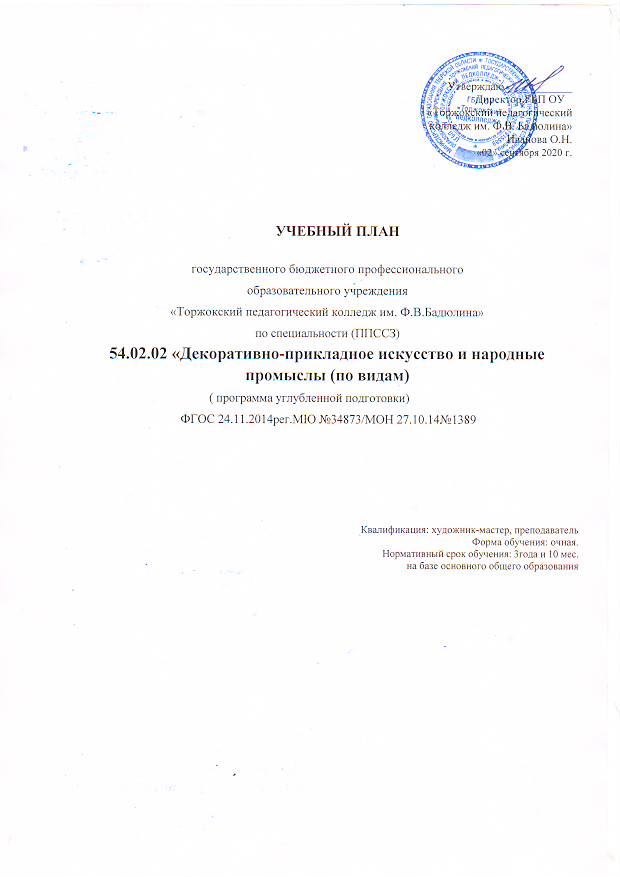 Утверждаю
Директор ГБП ОУ
«Торжокский педагогический
колледж им. Ф.В. Бадюлина»
Иванова О.Н.
«02» сентября 2020 г.
УЧЕБНЫЙ ПЛАН
государственного бюджетного профессионального
образовательного учреждения
«Торжокский педагогический колледж им. Ф.В.Бадюлина»
по специальности (ППССЗ)
54.02.02 «Декоративно-прикладное искусство и народные
промыслы (по видам)
( программа углубленной подготовки)
ФГОС 24.11.2014рег.МЮ №34873/МОН 27.10.14№1389
Квалификация: художник-мастер, преподаватель
Форма обучения: очная.
Нормативный срок обучения: 3года и 10 мес.
на базе основного общего образования